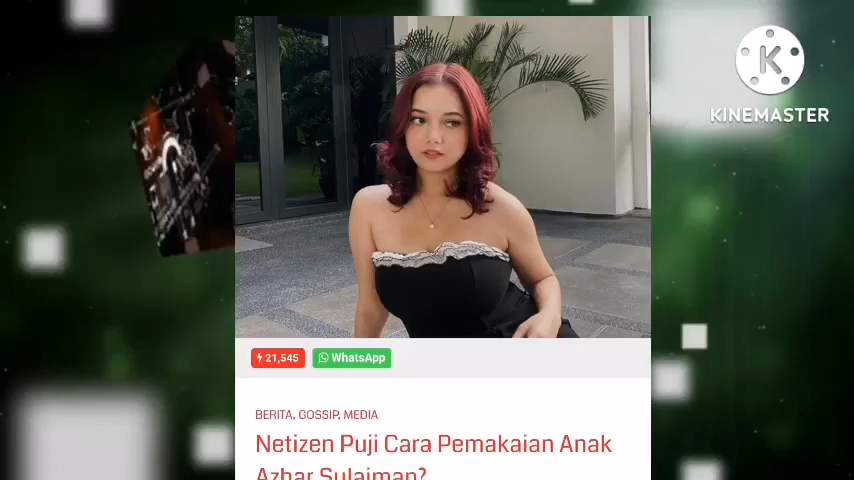 KINEMASTER
21,545 WhatsApp
BERITA, GOSSIP, MEDIA
Netizen Puji Cara Pemakaian Anak
Azhar Sulaiman?